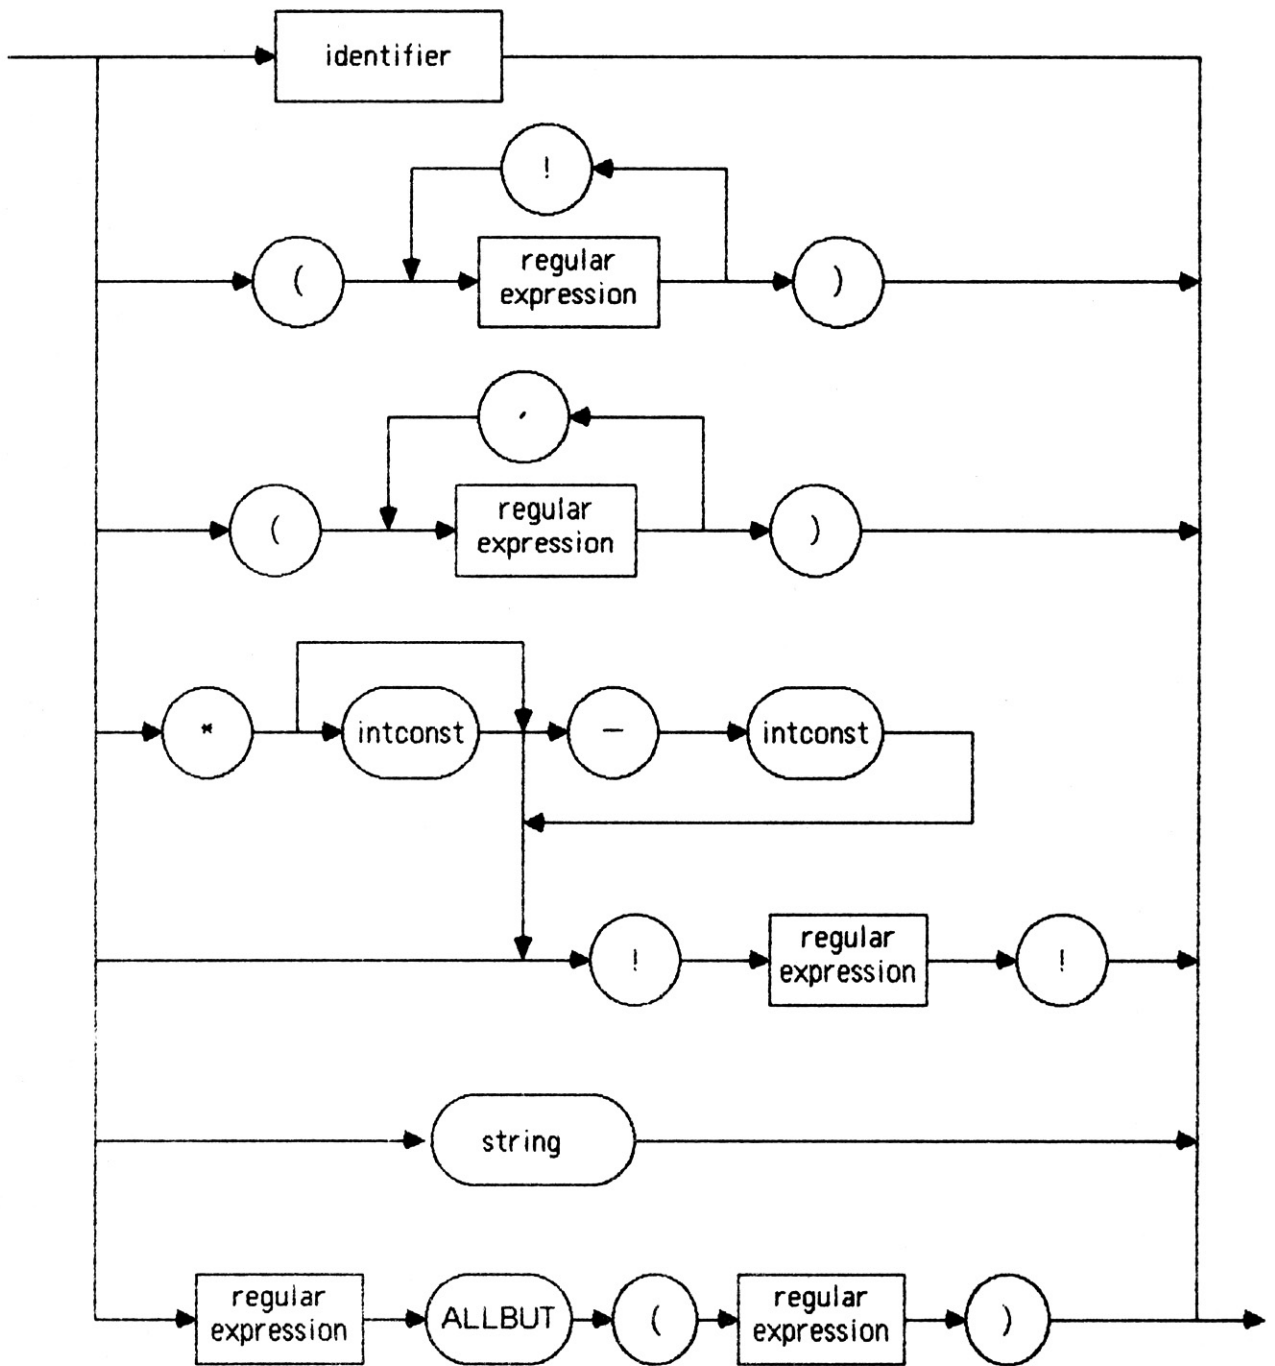 identifier
!
(
regular
expression
)
,
(
regular
expression
)
*
intconst
—
intconst
!
regular
expression
!
string
regular
expression
ALLBUT
(
regular
expression
)